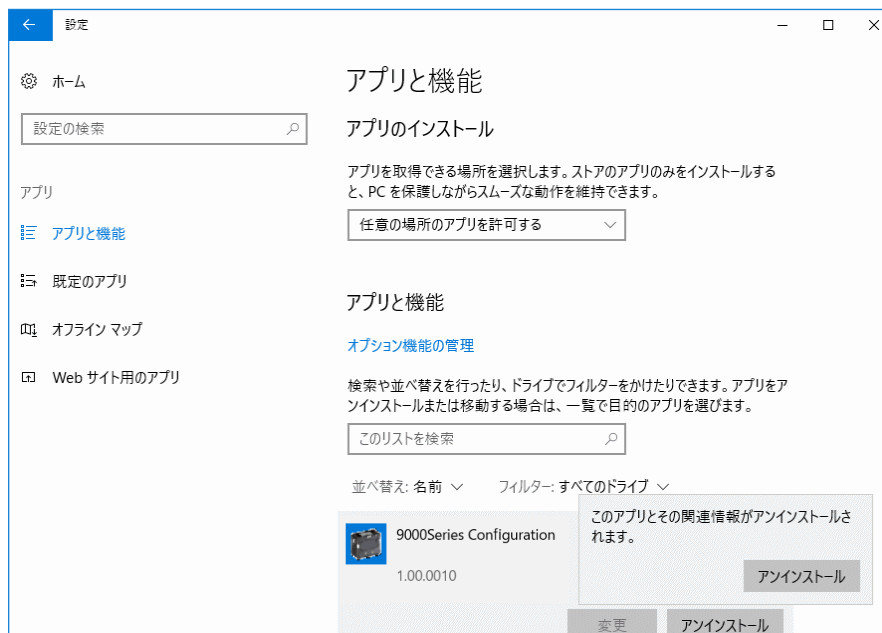 設定
ホーム
設定の検索
アプリ
アプリと機能
既定のアプリ
オフライン マップ
Web サイト用のアプリ
アプリと機能
アプリのインストール
アプリを取得できる場所を選択します。ストアのアプリのみをインストールする
と、PC を保護しながらスムーズな動作を維持できます。
任意の場所のアプリを許可する
アプリと機能
オプション機能の管理
検索や並べ替えを行ったり、ドライブでフィルターをかけたりできます。アプリをア
ンインストールまたは移動する場合は、一覧で目的のアプリを選びます。
このリストを検索
並べ替え: 名前 フィルター: すべてのドライブ
9000Series Configuration
1.00.0010
このアプリとその関連情報がアンインストールさ
れます。
アンインストール
変更 アンインストール